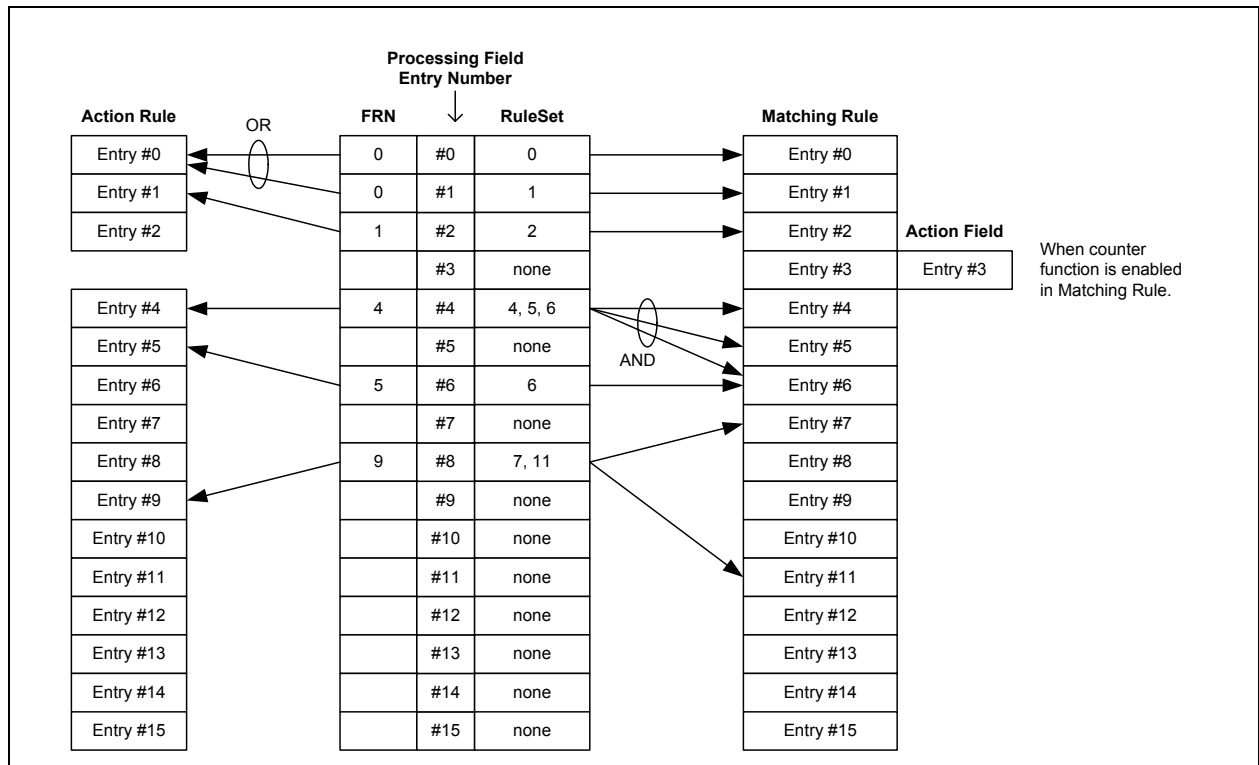 Processing Field
Entry Number
Action Rule FRN RuleSet Matching Rule
OR
Entry #0 0 #0 0 Entry #0
Entry #1 0 #1 1 Entry #1
Entry #2 1 #2 2 Entry #2 Action Field
#3 none Entry #3 Entry #3
When counter
function is enabled
in Matching Rule.
Entry #4 4 #4 4, 5, 6 Entry #4
Entry #5 #5 none Entry #5
AND
Entry #6 5 #6 6 Entry #6
Entry #7 #7 none Entry #7
Entry #8 9 #8 7, 11 Entry #8
Entry #9 #9 none Entry #9
Entry #10 #10 none Entry #10
Entry #11 #11 none Entry #11
Entry #12 #12 none Entry #12
Entry #13 #13 none Entry #13
Entry #14 #14 none Entry #14
Entry #15 #15 none Entry #15